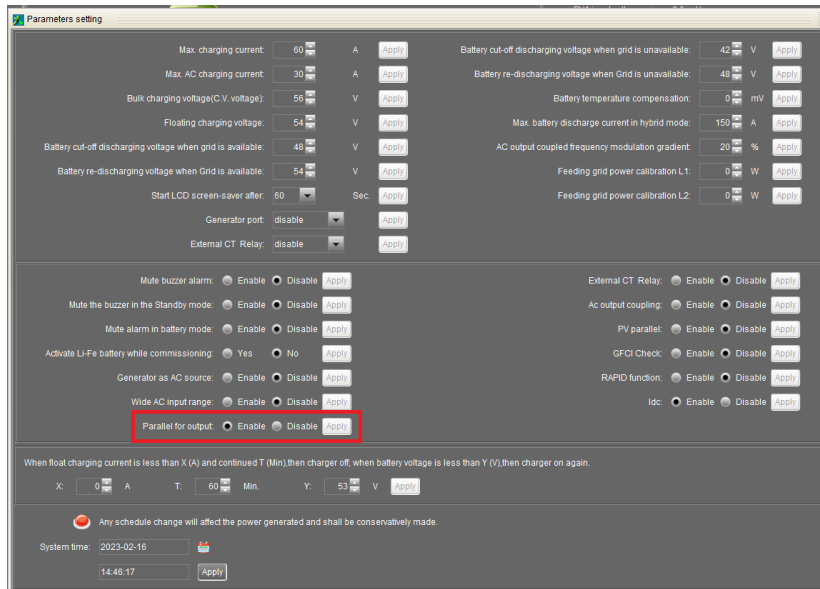 Parameters setting
Max. charging current: 60 A Apply
Battery cut-off discharging voltage when grid is unavailable: 42 V Apply
Max. AC charging current: 30 A Apply
Battery re-discharging voltage when Grid is unavailable: 48 V Apply
Bulk charging voltage(C.V. voltage): 56 V Apply
Battery temperature compensation: 0 mV Apply
Floating charging voltage: 54 V Apply
Max. battery discharge current in hybrid mode: 150 A Apply
Battery cut-off discharging voltage when grid is available: 48 V Apply
AC output coupled frequency modulation gradient: 20 % Apply
Battery re-discharging voltage when Grid is available: 54 V Apply
Feeding grid power calibration L1: 0 W Apply
Start LCD screen-saver after: 60 Sec. Apply
Feeding grid power calibration L2: 0 W Apply
Generator port: disable Apply
External CT Relay: disable Apply
Mute buzzer alarm: Enable Disable Apply
External CT Relay: Enable Disable Apply
Mute the buzzer in the Standby mode: Enable Disable Apply
Ac output coupling: Enable Disable Apply
Mute alarm in battery mode: Enable Disable Apply
PV parallel: Enable Disable Apply
Activate Li-Fe battery while commissioning: Yes No Apply
GFCI Check: Enable Disable Apply
Generator as AC source: Enable Disable Apply
RAPID function: Enable Disable Apply
Wide AC input range: Enable Disable Apply
Idc: Enable Disable Apply
Parallel for output: Enable Disable Apply
When float charging current is less than X (A) and continued T (Min),then charger off, when battery voltage is less than Y (V),then charger on again.
X: 0 A T: 60 Min. Y: 53 V Apply
Any schedule change will affect the power generated and shall be conservatively made.
System time: 2023-02-16
14:46:17 Apply